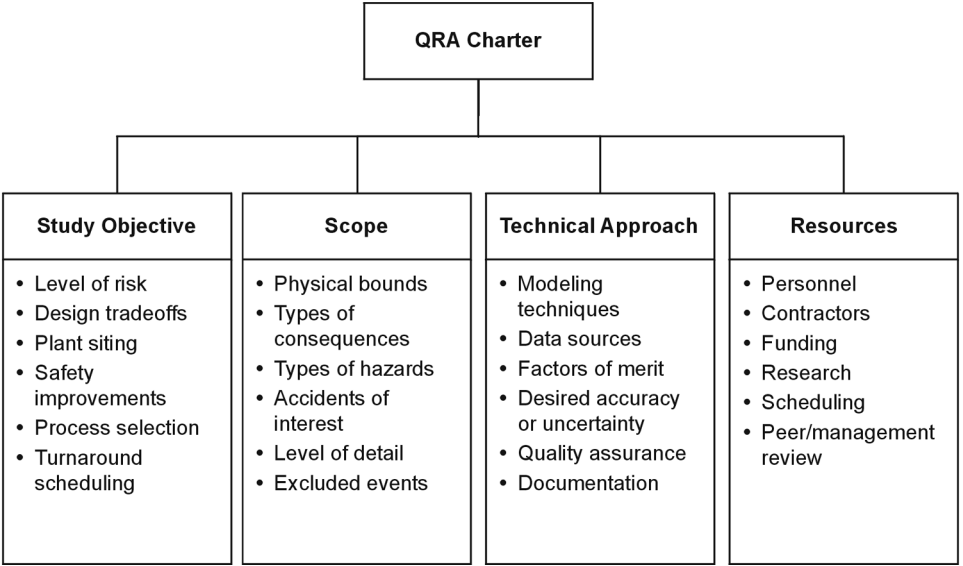 QRA Charter
Study Objective
• Level of risk
• Design tradeoffs
• Plant siting
• Safety
improvements
• Process selection
• Turnaround
scheduling
Scope
• Physical bounds
• Types of
consequences
• Types of hazards
• Accidents of
interest
• Level of detail
• Excluded events
Technical Approach
• Modeling
techniques
• Data sources
• Factors of merit
• Desired accuracy
or uncertainty
• Quality assurance
• Documentation
Resources
• Personnel
• Contractors
• Funding
• Research
• Scheduling
• Peer/management
review